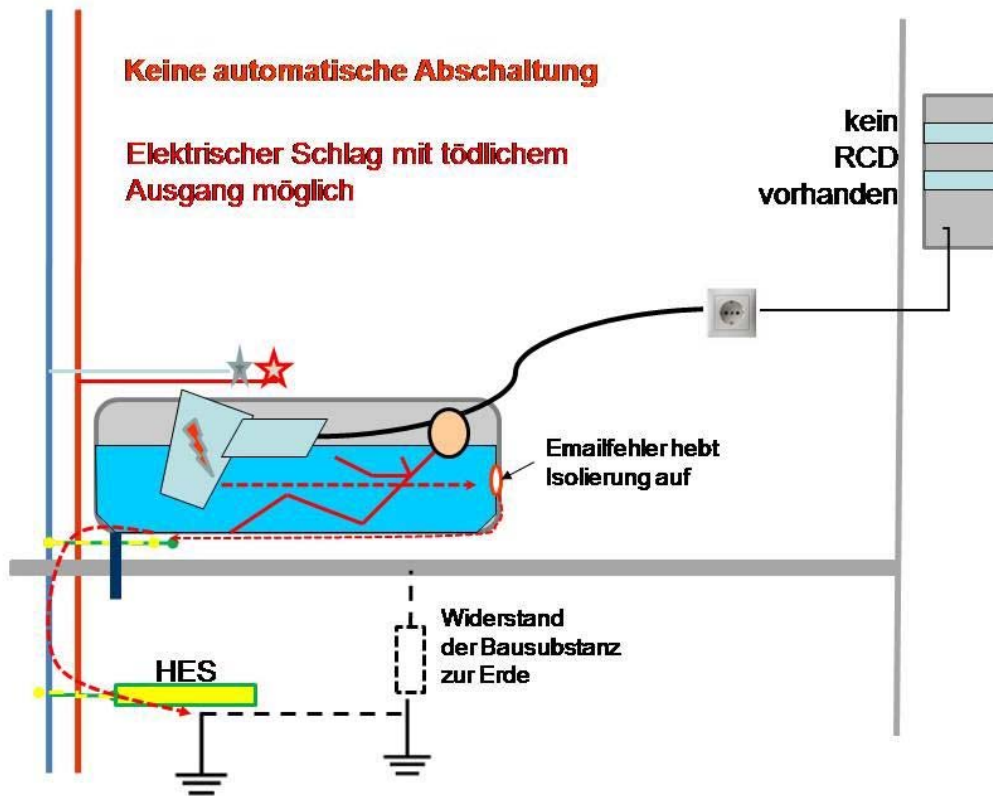 Keine automatische Abschaltung
Elektrischer Schlag mit tödlichem
Ausgang möglich
kein
RCD
vorhanden
Emailfehler hebt
Isolierung auf
Widerstand
der Bausubstanz
zur Erde
HES